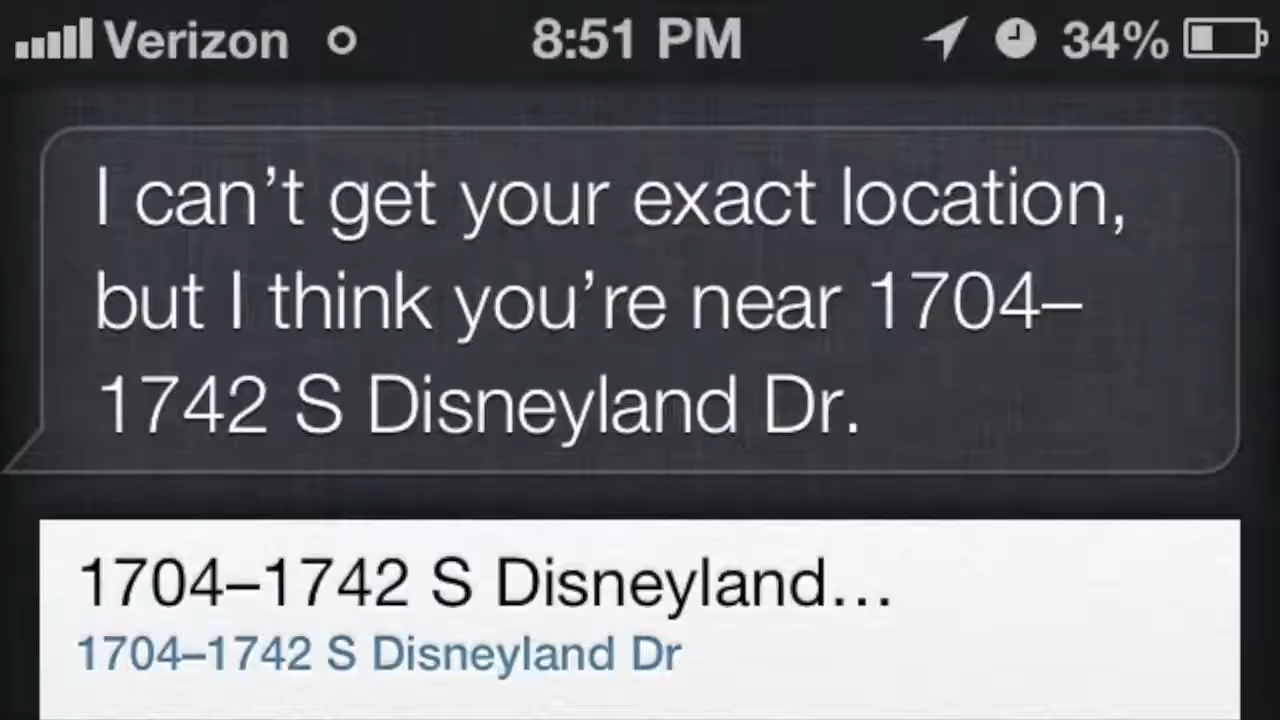 Verizon 8:51 PM 34%
I can’t get your exact location,
but I think you’re near 1704–
1742 S Disneyland Dr.
1704–1742 S Disneyland…
1704–1742 S Disneyland Dr